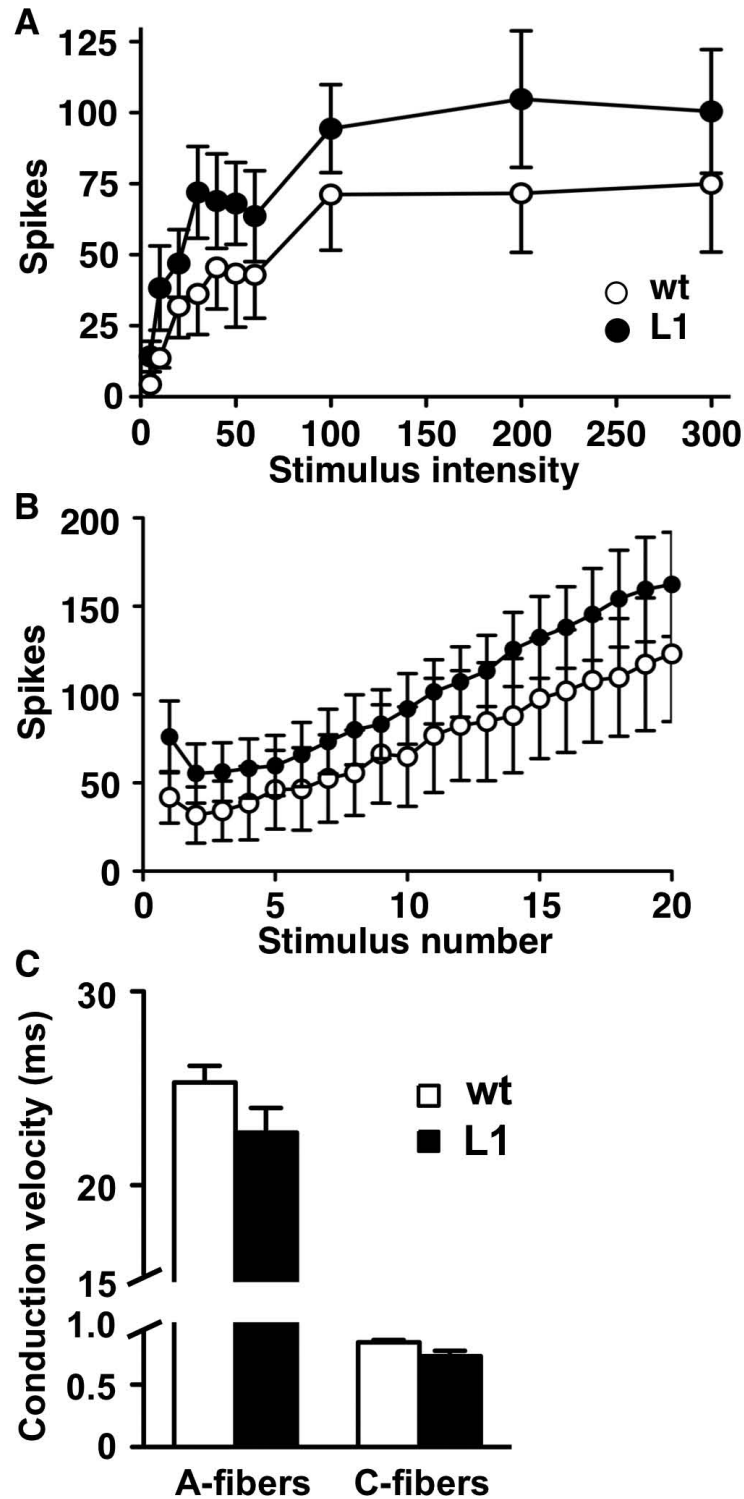 A
125
100
75
50
25
0
Spikes
wt
L1
0 50 100 150 200 250 300
Stimulus intensity
B
200
150
100
50
0
Spikes
0 5 10 15 20
Stimulus number
C
30
20
15
1.0
0.5
0
Conduction velocity (ms)
wt
L1
A-fibers C-fibers